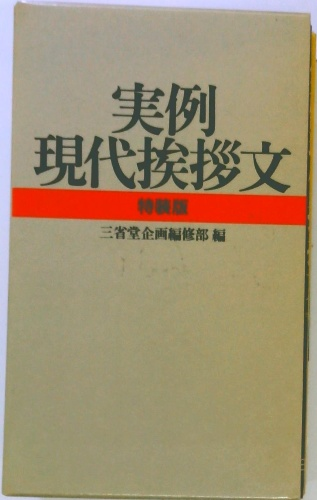 実例
現代挨拶文
特装版
三省堂企画編修部 編